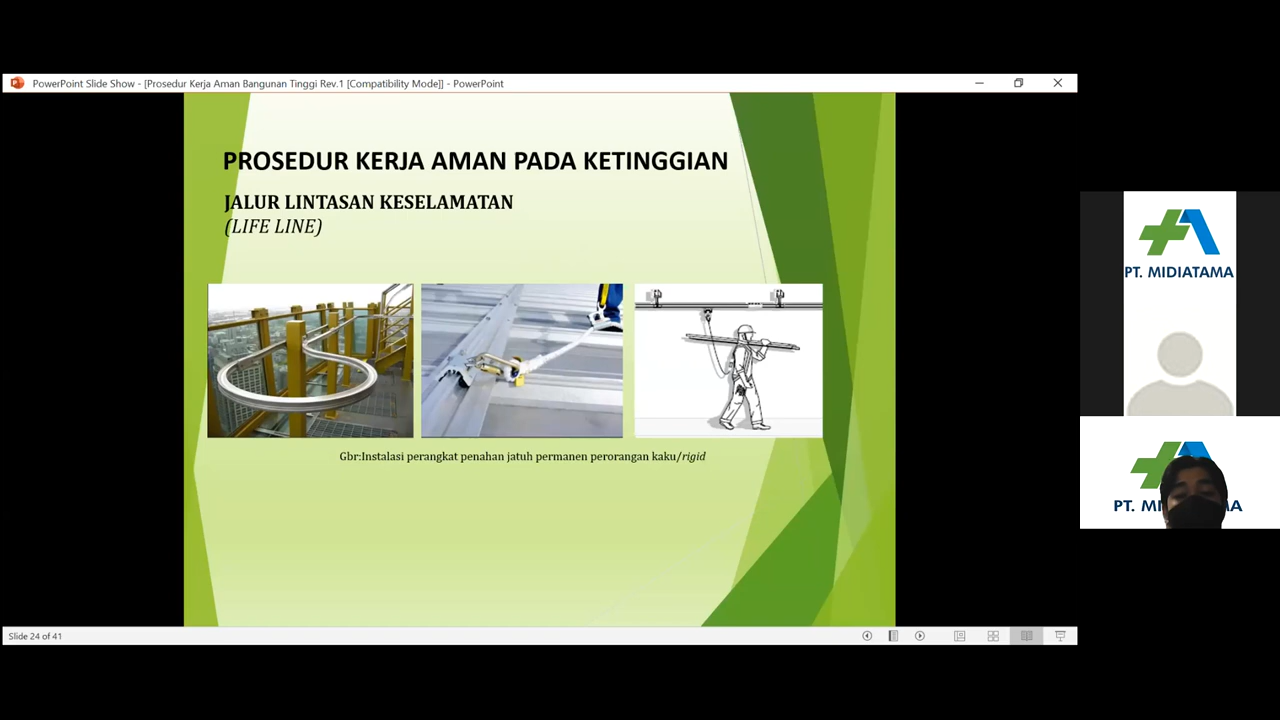 PowerPoint Slide Show - [Prosedur Kerja Aman Bangunan Tinggi Rev.1 [Compatibility Mode]] - PowerPoint
PROSEDUR KERJA AMAN PADA KETINGGIAN
JALUR LINTASAN KESELAMATAN
(LIFE LINE)
Gbr:Instalasi perangkat penahan jatuh permanen perorangan kaku/rigid
Slide 24 of 41
PT. MIDIATAMA
PT. MI A